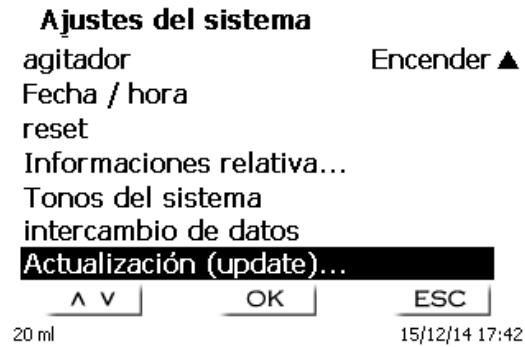 Ajustes del sistema
agitador Encender ▲
Fecha / hora
reset
Informaciones relativa...
Tonos del sistema
intercambio de datos
Actualización (update)...
∧ ∨ OK ESC
20 ml 15/12/14 17:42